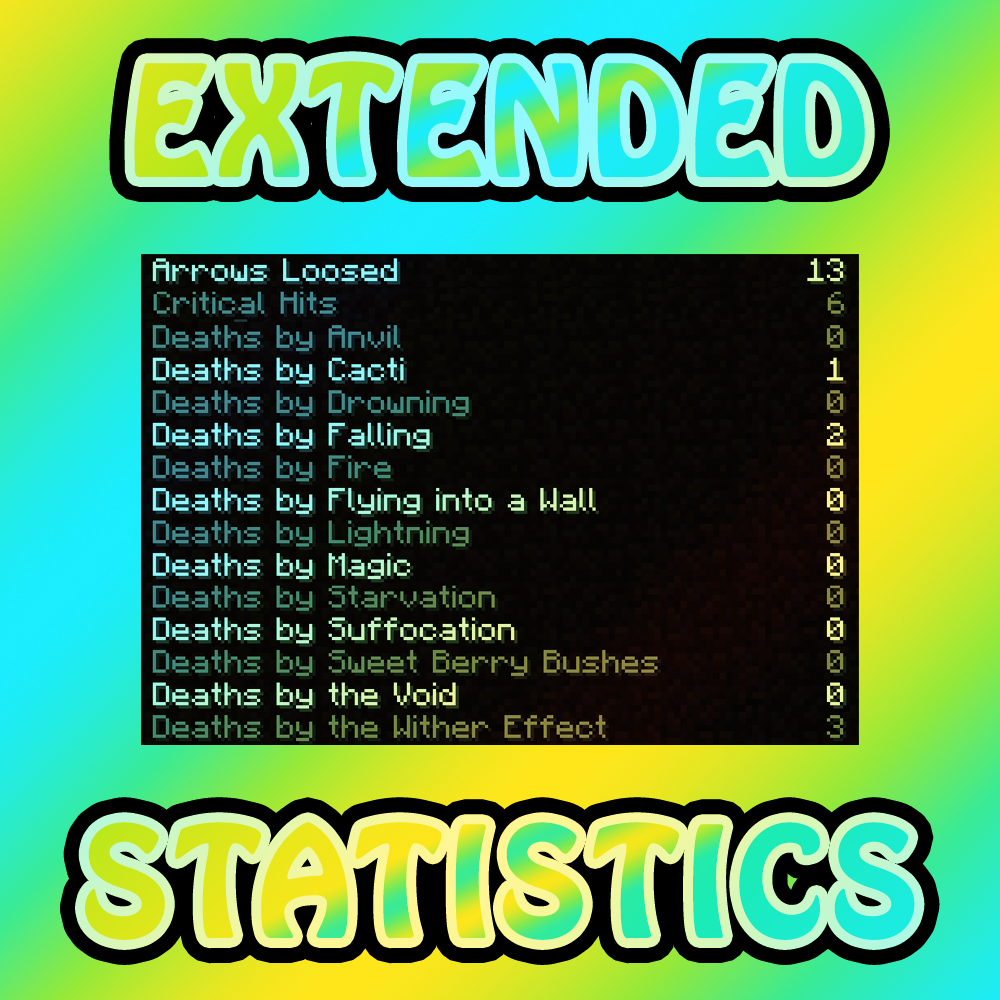 EXTENDED
Arrows Loosed 13
Critical Hits 6
Deaths by Anvil 0
Deaths by Cacti 1
Deaths by Drowning 0
Deaths by Falling 2
Deaths by Fire 0
Deaths by Flying into a Wall 0
Deaths by Lightning 0
Deaths by Magic 0
Deaths by Starvation 0
Deaths by Suffocation 0
Deaths by Sweet Berry Bushes 0
Deaths by the Void 0
Deaths by the Wither Effect 3
STATISTICS